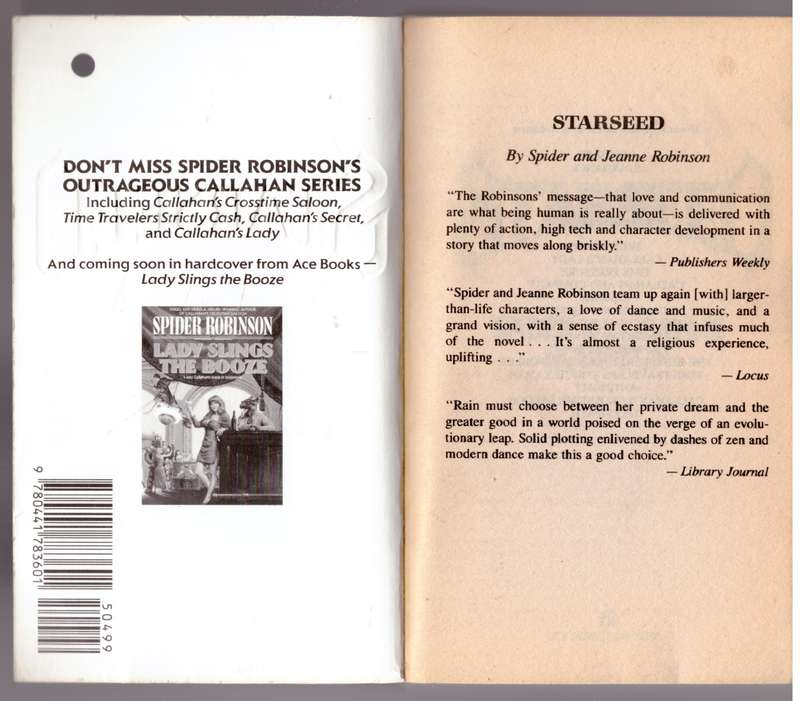 DON'T MISS SPIDER ROBINSON'S
OUTRAGEOUS CALLAHAN SERIES
Including Callahan's Crosstime Saloon,
Time Travelers Strictly Cash, Callahan's Secret,
and Callahan's Lady
And coming soon in hardcover from Ace Books—
Lady Slings the Booze
SPIDER ROBINSON
LADY SLINGS
THE BOOZE
9 780441 783601
50499
STARSEED
By Spider and Jeanne Robinson
“The Robinsons’ message—that love and communication
are what being human is really about—is delivered with
plenty of action, high tech and character development in a
story that moves along briskly.”
—Publishers Weekly
“Spider and Jeanne Robinson team up again [with] larger-
than-life characters, a love of dance and music, and a
grand vision, with a sense of ecstasy that infuses much
of the novel . . . It's almost a religious experience,
uplifting . . .”
—Locus
“Rain must choose between her private dream and the
greater good in a world poised on the verge of an evolu-
tionary leap. Solid plotting enlivened by dashes of zen and
modern dance make this a good choice.”
—Library Journal